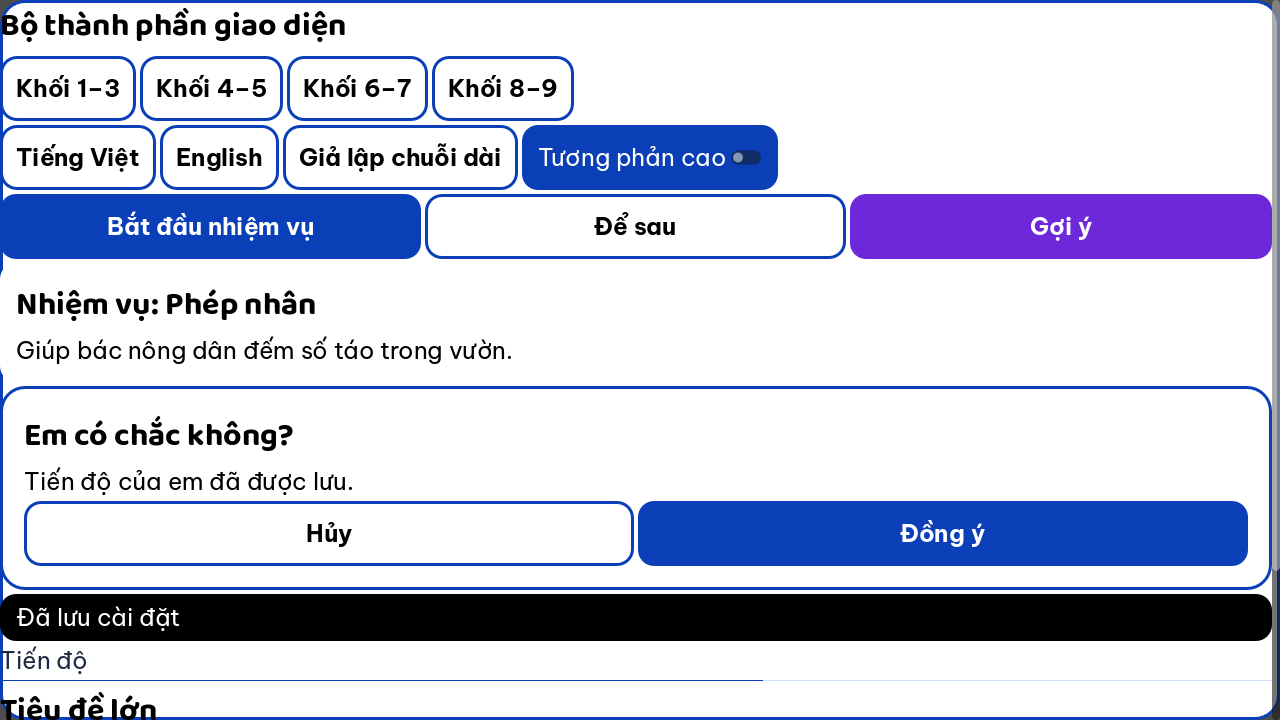 Bộ thành phần giao diện
Khối 1–3 Khối 4–5 Khối 6–7 Khối 8–9
Tiếng Việt English Giả lập chuỗi dài Tương phản cao
Bắt đầu nhiệm vụ Để sau Gợi ý
Nhiệm vụ: Phép nhân
Giúp bác nông dân đếm số táo trong vườn.
Em có chắc không?
Tiến độ của em đã được lưu.
Hủy Đồng ý
Đã lưu cài đặt
Tiến độ
Tiêu đề lớn